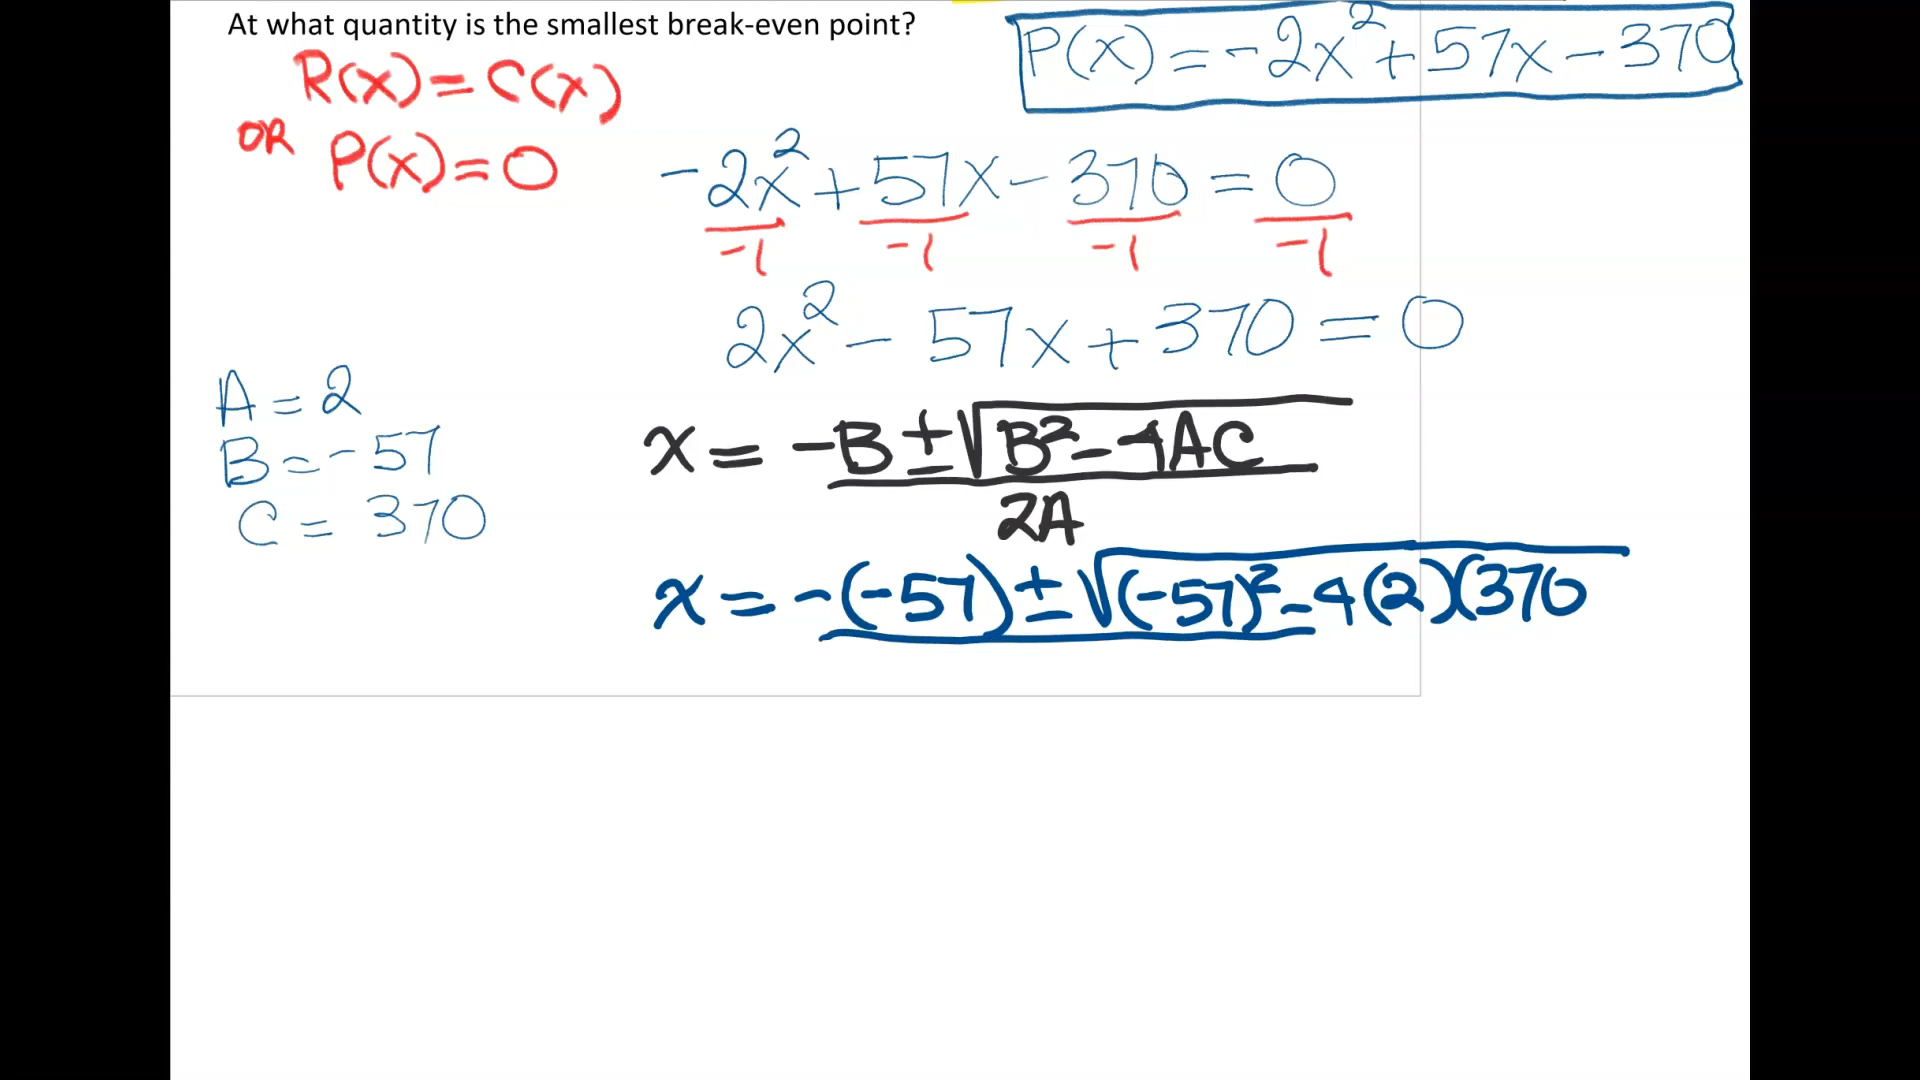 At what quantity is the smallest break-even point?
P(x) = -2x² + 57x - 370
R(x) = C(x)
OR P(x) = 0
-2x² + 57x - 370 = 0
-1 -1 -1 -1
2x² - 57x + 370 = 0
A = 2
B = -57
C = 370
x = -B ± √B² - 4AC
2A
x = -(-57) ± √(-57)² - 4(2)(370